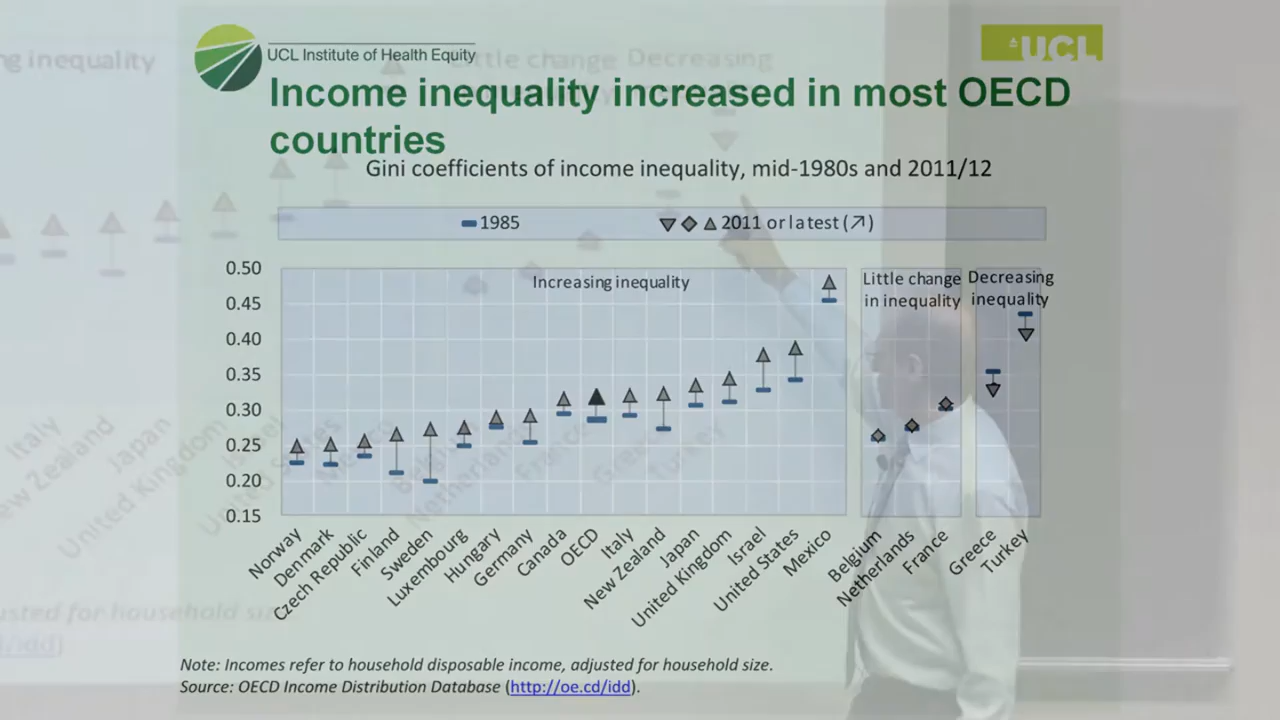 UCL Institute of Health Equity
UCL
Income inequality increased in most OECD
countries
Gini coefficients of income inequality, mid-1980s and 2011/12
1985
2011 or latest (↗)
Increasing inequality
Little change
in inequality
Decreasing
inequality
0.50
0.45
0.40
0.35
0.30
0.25
0.20
0.15
Norway
Denmark
Czech Republic
Finland
Sweden
Luxembourg
Hungary
Germany
Canada
OECD
Italy
New Zealand
Japan
United Kingdom
Israel
United States
Mexico
Belgium
Netherlands
France
Greece
Turkey
Note: Incomes refer to household disposable income, adjusted for household size.
Source: OECD Income Distribution Database (http://oe.cd/idd).